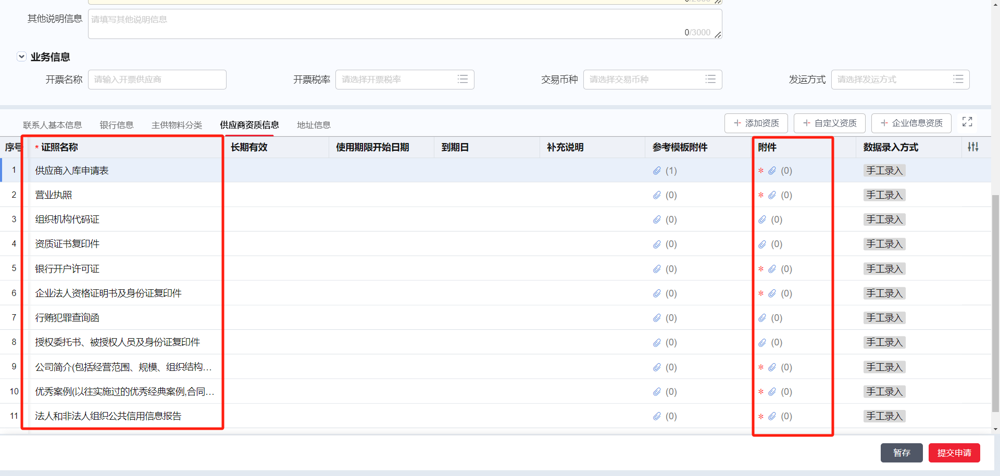 其他说明信息 请填写其他说明信息
0/3000
业务信息
开票名称 请输入开票供应商 开票税率 请选择开票税率 交易币种 请选择交易币种 发运方式 请选择发运方式
联系人基本信息 银行信息 主供物料分类 供应商资质信息 地址信息 添加资质 自定义资质 企业信息资质
序号 * 证照名称 长期有效 使用期限开始日期 到期日 补充说明 参考模板附件 附件 数据录入方式
1 供应商入库申请表 (1) * (0) 手工录入
2 营业执照 (0) * (0) 手工录入
3 组织机构代码证 (0) (0) 手工录入
4 资质证书复印件 (0) (0) 手工录入
5 银行开户许可证 (0) * (0) 手工录入
6 企业法人资格证明书及身份证复印件 (0) * (0) 手工录入
7 行贿犯罪查询函 (0) (0) 手工录入
8 授权委托书、被授权人员及身份证复印件 (0) (0) 手工录入
9 公司简介(包括经营范围、规模、组织结构... (0) * (0) 手工录入
10 优秀案例(以往实施过的优秀经典案例,合同... (0) * (0) 手工录入
11 法人和非法人组织公共信用信息报告 (0) * (0) 手工录入
暂存 提交申请